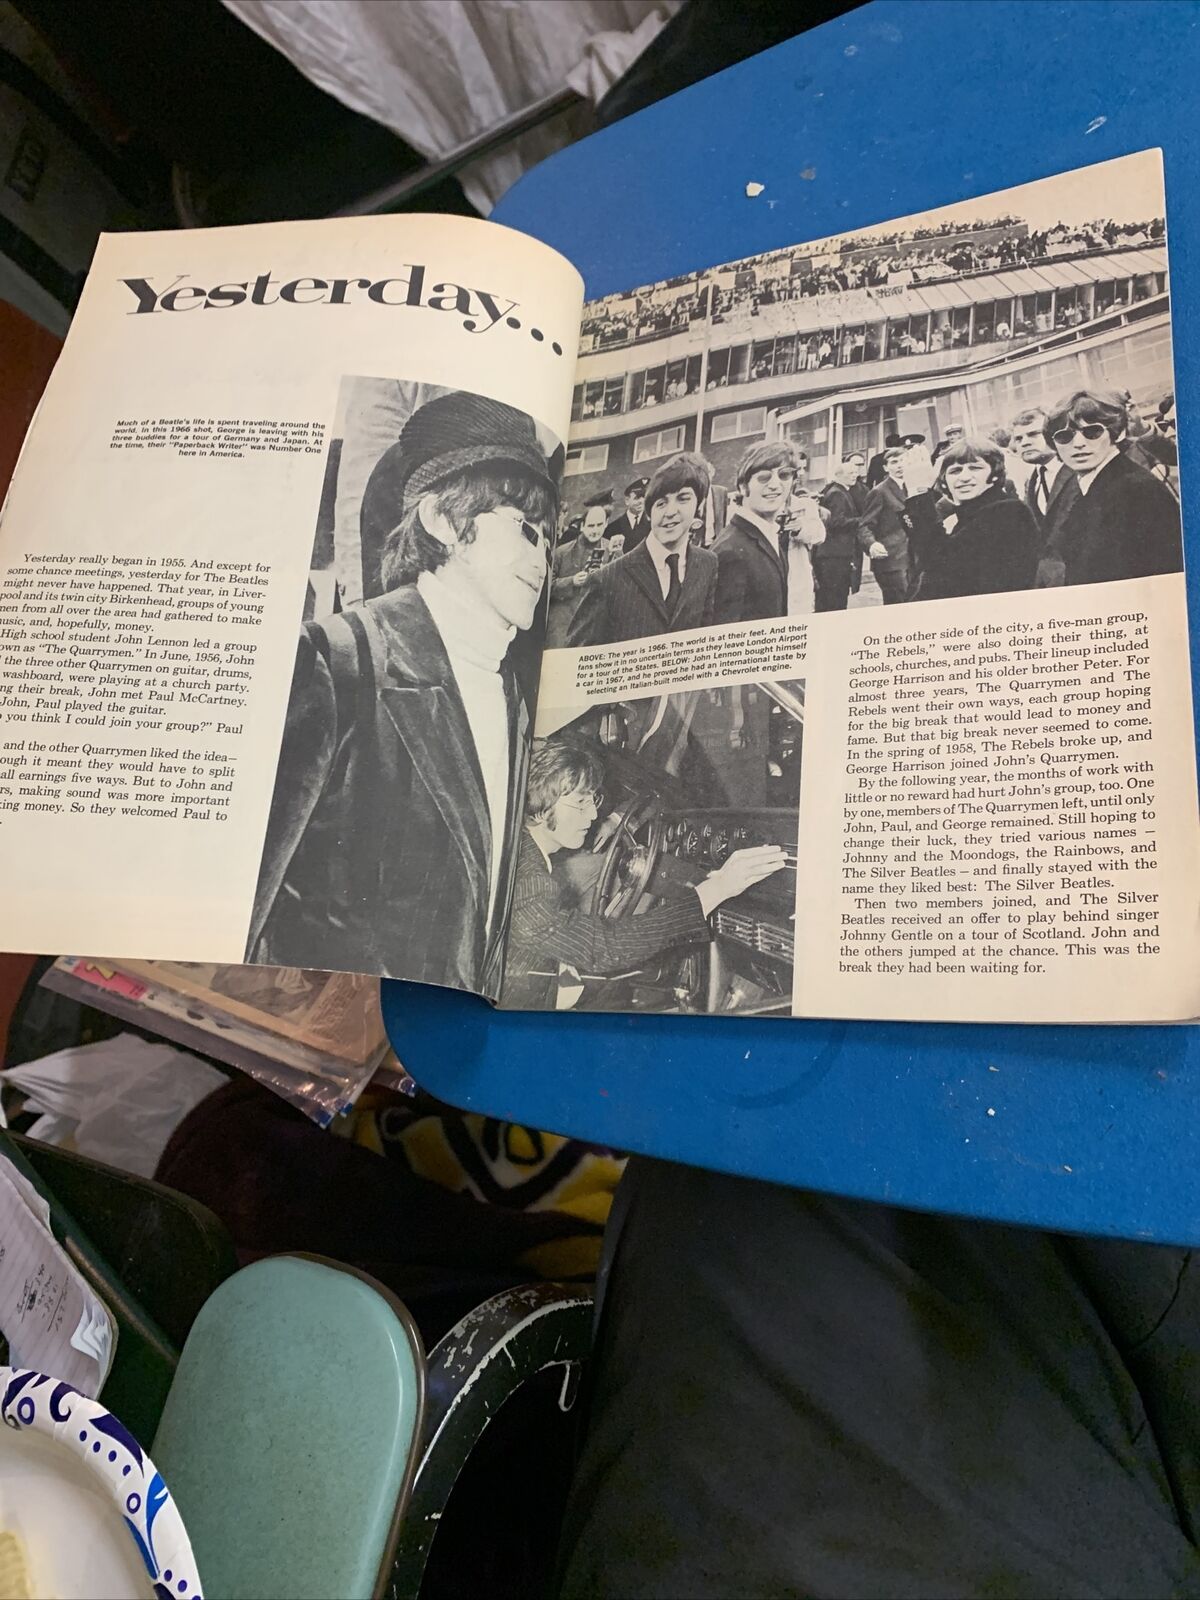 Yesterday...
Much of a Beatle's life is spent traveling around the
world. In this 1966 shot, George is leaving with his
three buddies for a tour of Germany and Japan. At
the time, their "Paperback Writer" was Number One
here in America.
Yesterday really began in 1955. And except for
some chance meetings, yesterday for The Beatles
might never have happened. That year, in Liver-
pool and its twin city Birkenhead, groups of young
men from all over the area had gathered to make
music, and, hopefully, money.
High school student John Lennon led a group
own as "The Quarrymen." In June, 1956, John
the three other Quarrymen on guitar, drums,
washboard, were playing at a church party.
ng their break, John met Paul McCartney.
John, Paul played the guitar.
you think I could join your group?" Paul
and the other Quarrymen liked the idea—
ough it meant they would have to split
all earnings five ways. But to John and
rs, making sound was more important
king money. So they welcomed Paul to
ABOVE: The year is 1966. The world is at their feet. And their
fans show it in no uncertain terms as they leave London Airport
for a tour of the States. BELOW: John Lennon bought himself
a car in 1967, and he proved he had an international taste by
selecting an Italian-built model with a Chevrolet engine.
On the other side of the city, a five-man group,
"The Rebels," were also doing their thing, at
schools, churches, and pubs. Their lineup included
George Harrison and his older brother Peter. For
almost three years, The Quarrymen and The
Rebels went their own ways, each group hoping
for the big break that would lead to money and
fame. But that big break never seemed to come.
In the spring of 1958, The Rebels broke up, and
George Harrison joined John's Quarrymen.
By the following year, the months of work with
little or no reward had hurt John's group, too. One
by one, members of The Quarrymen left, until only
John, Paul, and George remained. Still hoping to
change their luck, they tried various names —
Johnny and the Moondogs, the Rainbows, and
The Silver Beatles — and finally stayed with the
name they liked best: The Silver Beatles.
Then two members joined, and The Silver
Beatles received an offer to play behind singer
Johnny Gentle on a tour of Scotland. John and
the others jumped at the chance. This was the
break they had been waiting for.